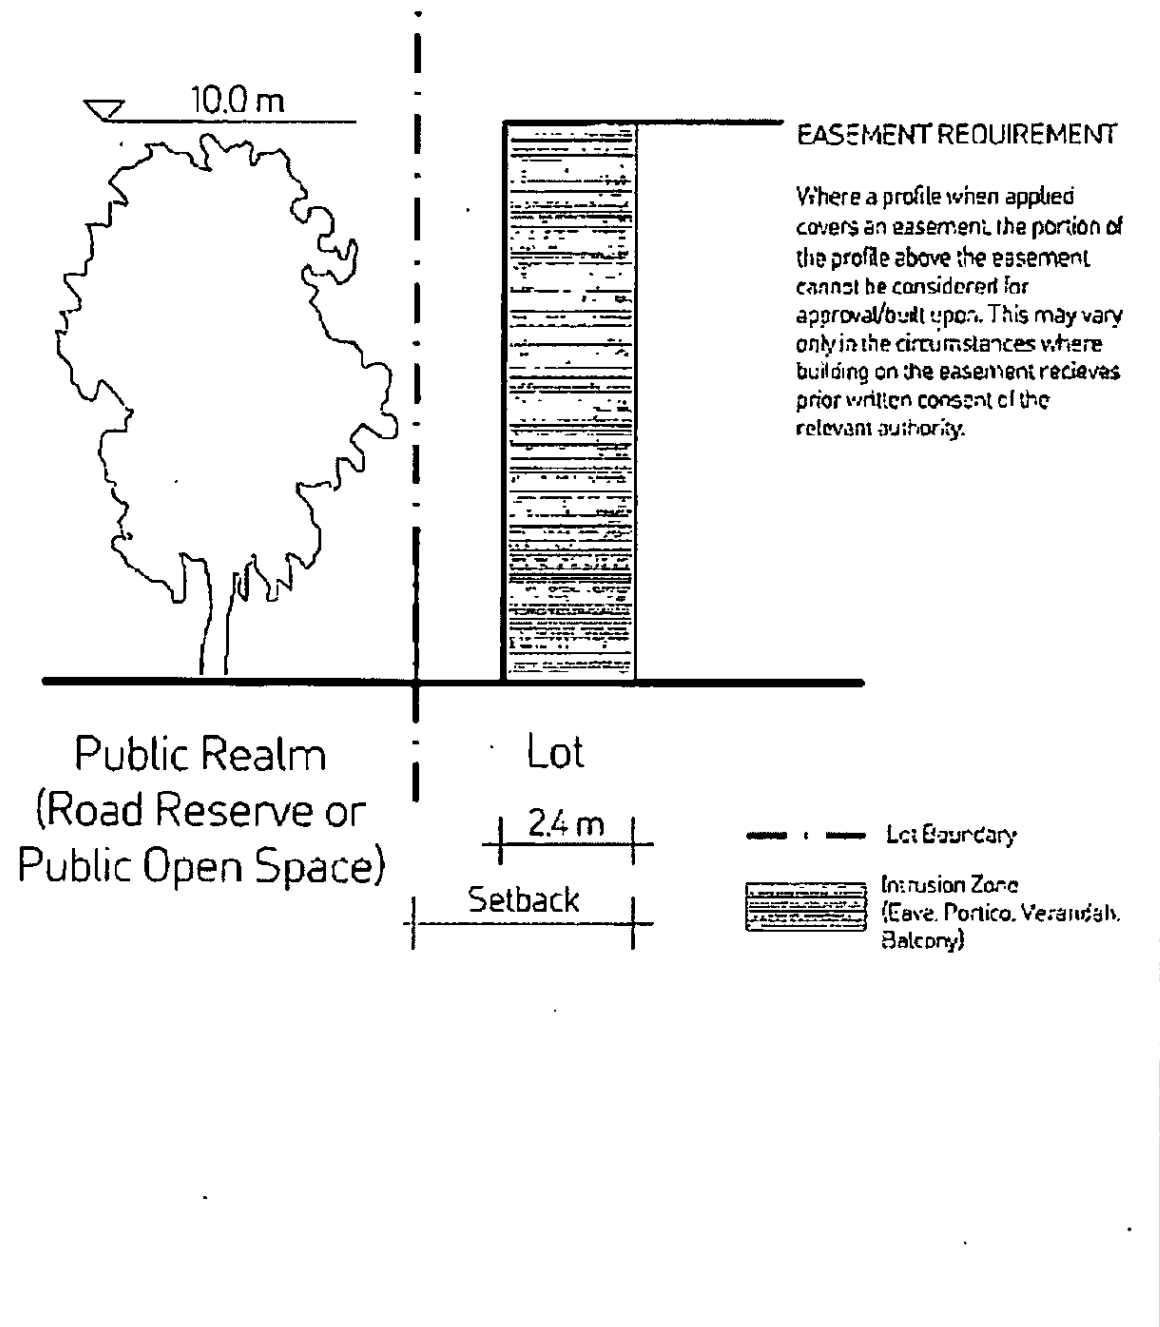 10.0 m
EASEMENT REQUIREMENT
Where a profile when applied
covers an easement, the portion of
the profile above the easement
cannot be considered for
approval/built upon. This may vary
only in the circumstances where
building on the easement recieves
prior written consent of the
relevant authority.
Public Realm
(Road Reserve or
Public Open Space)
Lot
2.4 m
Setback
Lot Boundary
Intrusion Zone
(Eave, Portico, Verandah,
Balcony)